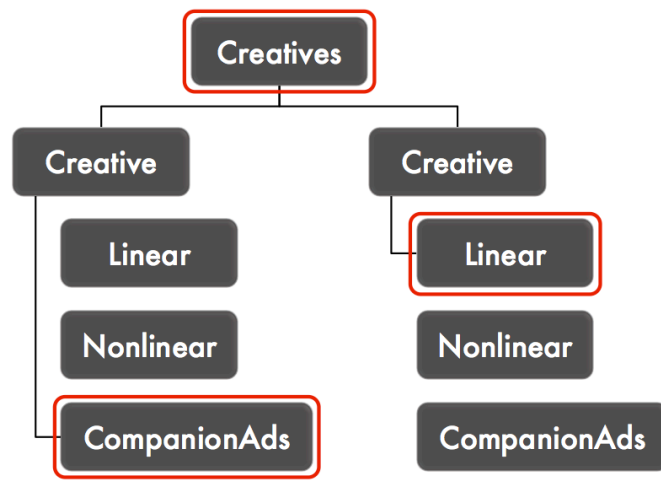 Creatives
Creative
Creative
Linear
Linear
Nonlinear
Nonlinear
CompanionAds
CompanionAds